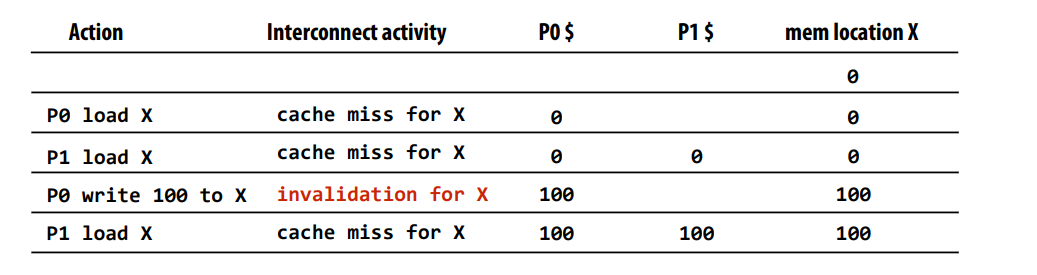 Action Interconnect activity P0 $ P1 $ mem location X
0
P0 load X cache miss for X 0 0
P1 load X cache miss for X 0 0 0
P0 write 100 to X invalidation for X 100 100
P1 load X cache miss for X 100 100 100